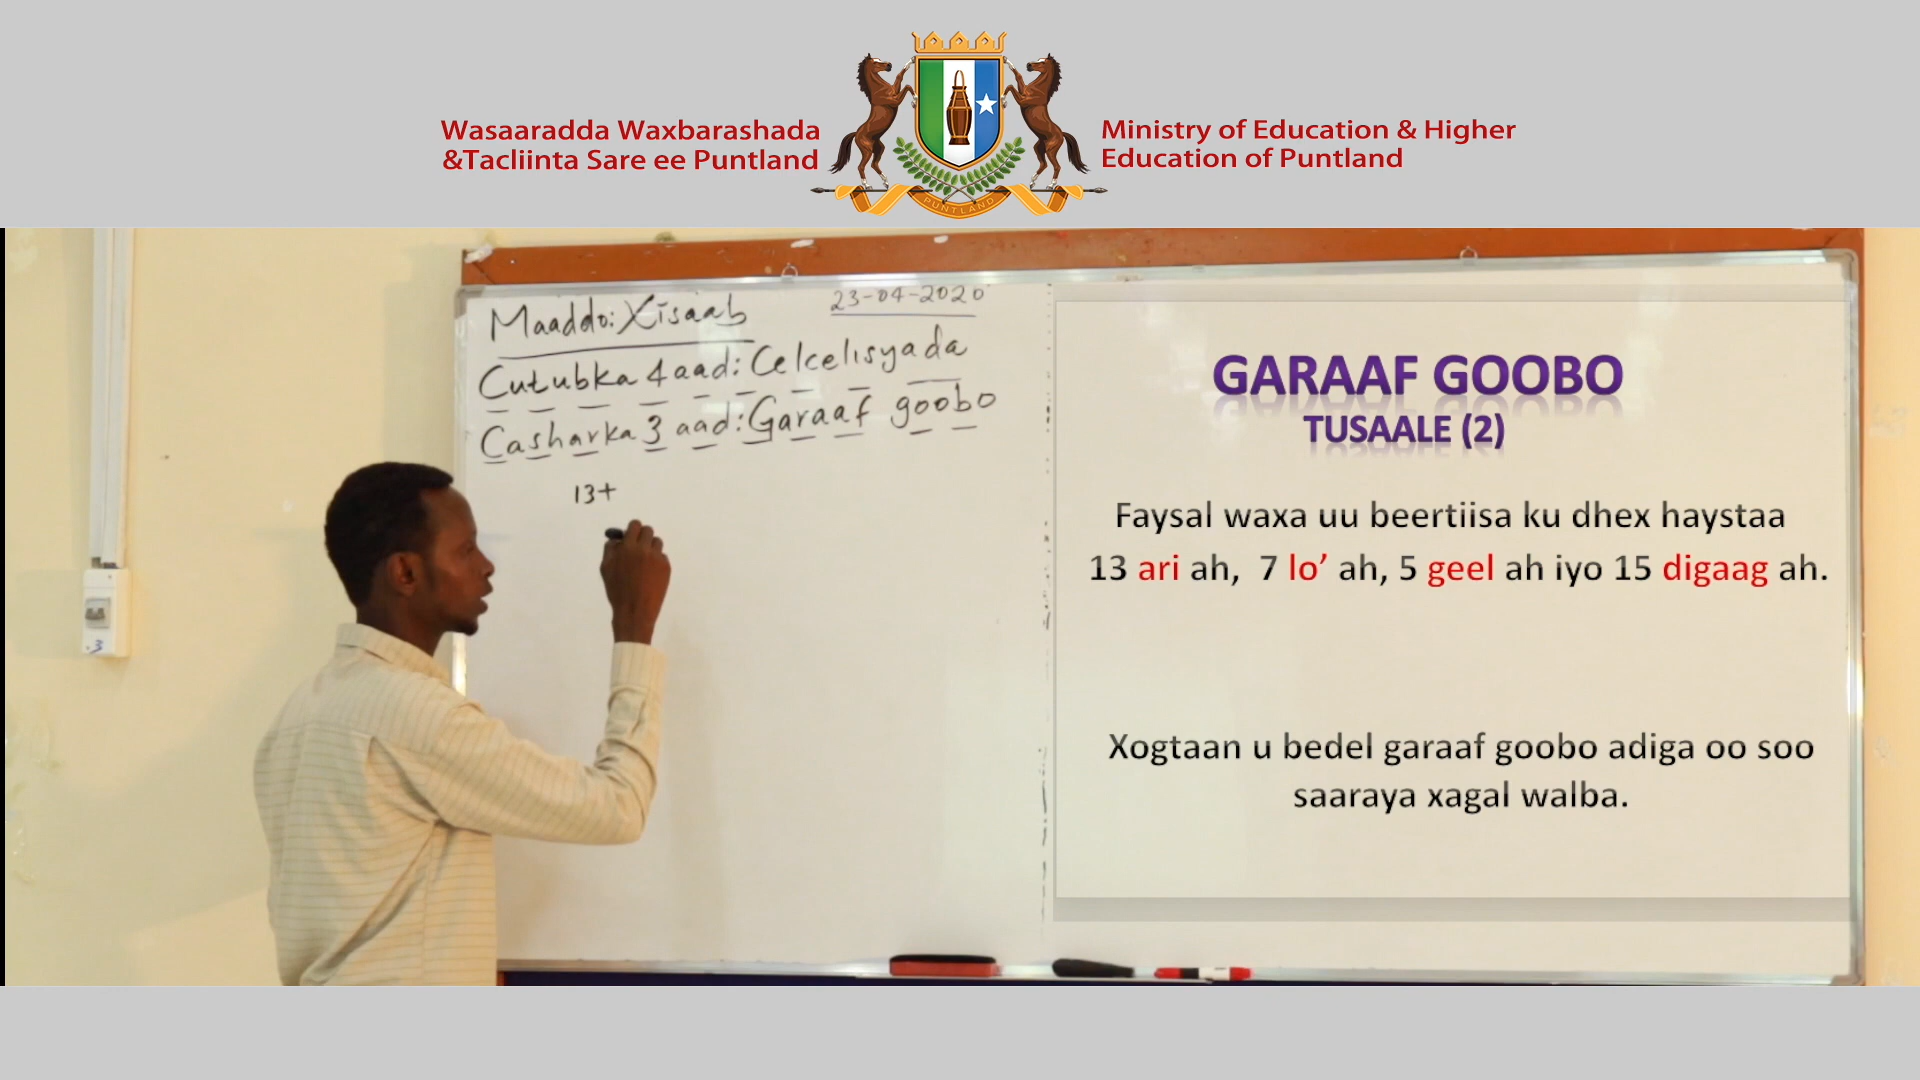 Wasaaradda Waxbarashada
&Tacliinta Sare ee Puntland
PUNTLAND
Ministry of Education & Higher
Education of Puntland
Maaddo: Xisaab
23-04-2020
Cutubka 4aad: Celcelisyada
Casharka 3aad: Garaaf goobo
13+
GARAAF GOOBO
TUSAALE (2)
Faysal waxa uu beertiisa ku dhex haystaa
13 ari ah, 7 lo’ ah, 5 geel ah iyo 15 digaag ah.
Xogtaan u bedel garaaf goobo adiga oo soo
saaraya xagal walba.